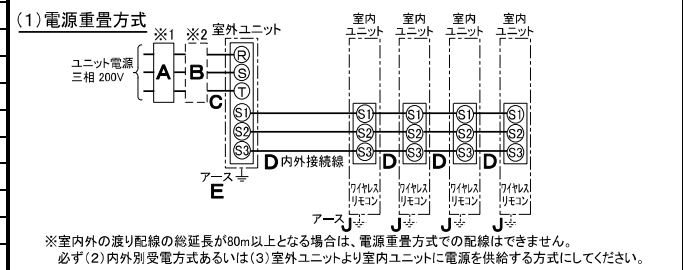 (1)電源重畳方式
※1 ※2 室外ユニット
室内ユニット 室内ユニット 室内ユニット 室内ユニット
ユニット電源
三相 200V
A B C
R
S
T
S1 S1 S1 S1 S1
S2 S2 S2 S2 S2
S3 S3 S3 S3 S3
D 内外接続線 D D D
アース
E
ワイヤレスリモコン ワイヤレスリモコン ワイヤレスリモコン ワイヤレスリモコン
アース J J J J
※室内外の渡り配線の総延長が80m以上となる場合は、電源重畳方式での配線はできません。
必ず(2)内外別受電方式あるいは(3)室外ユニットより室内ユニットに電源を供給する方式にしてください。